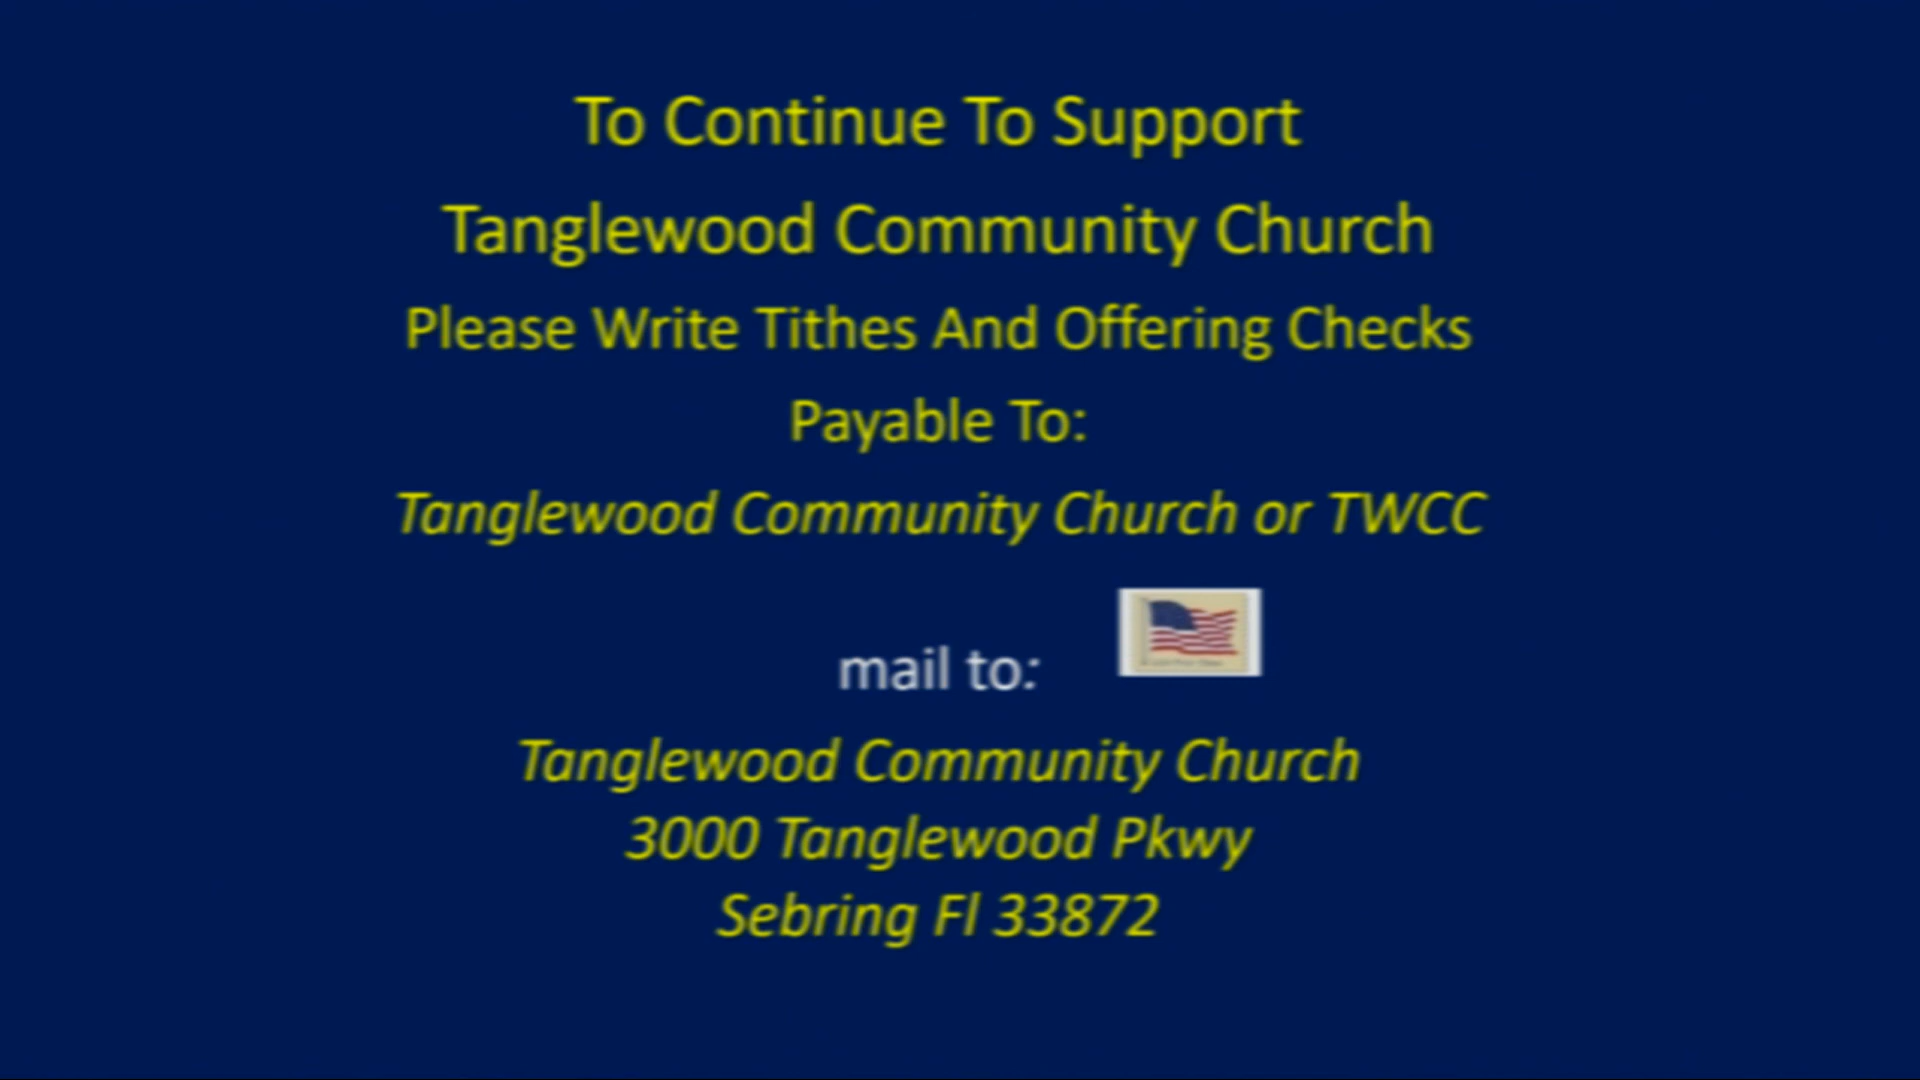 To Continue To Support
Tanglewood Community Church
Please Write Tithes And Offering Checks
Payable To:
Tanglewood Community Church or TWCC
mail to:
Tanglewood Community Church
3000 Tanglewood Pkwy
Sebring Fl 33872